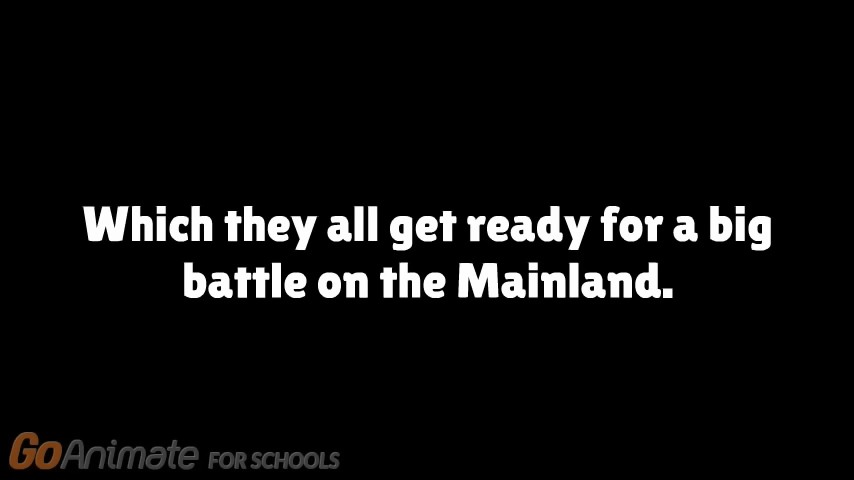 Which they all get ready for a big
battle on the Mainland.
GoAnimate FOR SCHOOLS